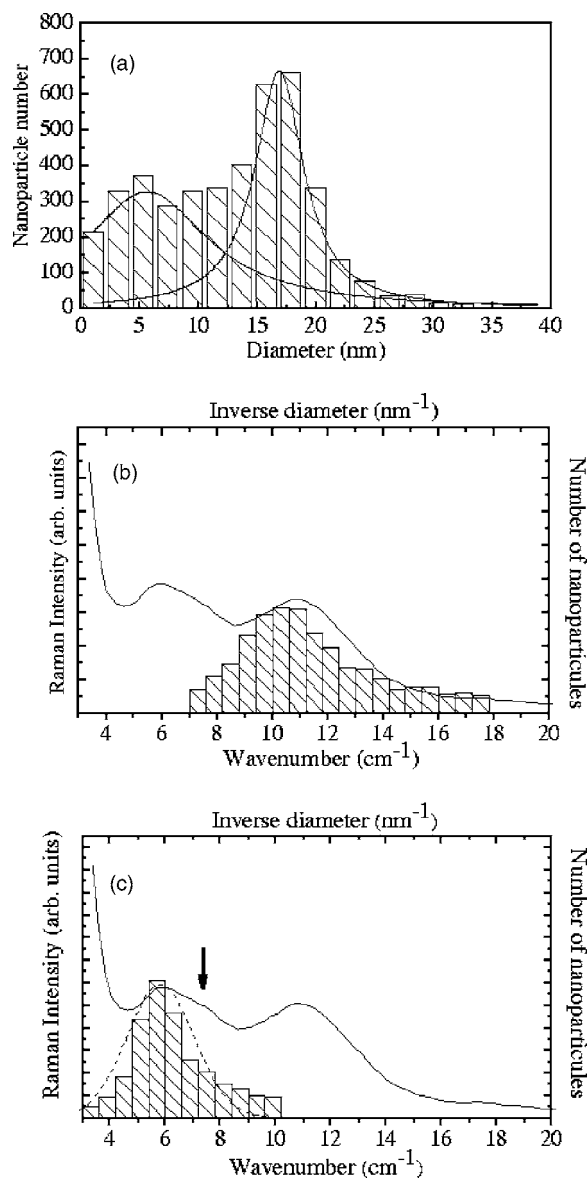 800
700
600
500
400
300
200
100
0
Nanoparticle number
(a)
0 5 10 15 20 25 30 35 40
Diameter (nm)
Inverse diameter (nm-1)
Raman Intensity (arb. units)
(b)
Number of nanoparticules
4 6 8 10 12 14 16 18 20
Wavenumber (cm-1)
Inverse diameter (nm-1)
Raman Intensity (arb. units)
(c)
Number of nanoparticules
4 6 8 10 12 14 16 18 20
Wavenumber (cm-1)